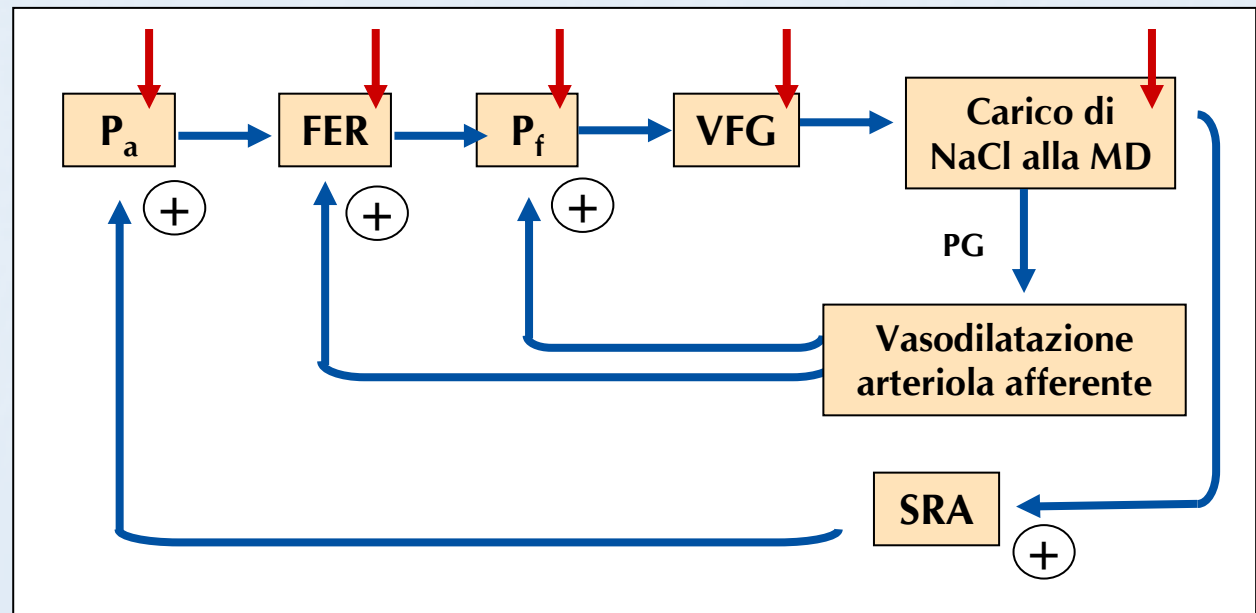 Pa
FER
Pf
VFG
Carico di
NaCl alla MD
+
+
+
PG
Vasodilatazione
arteriola afferente
SRA
+